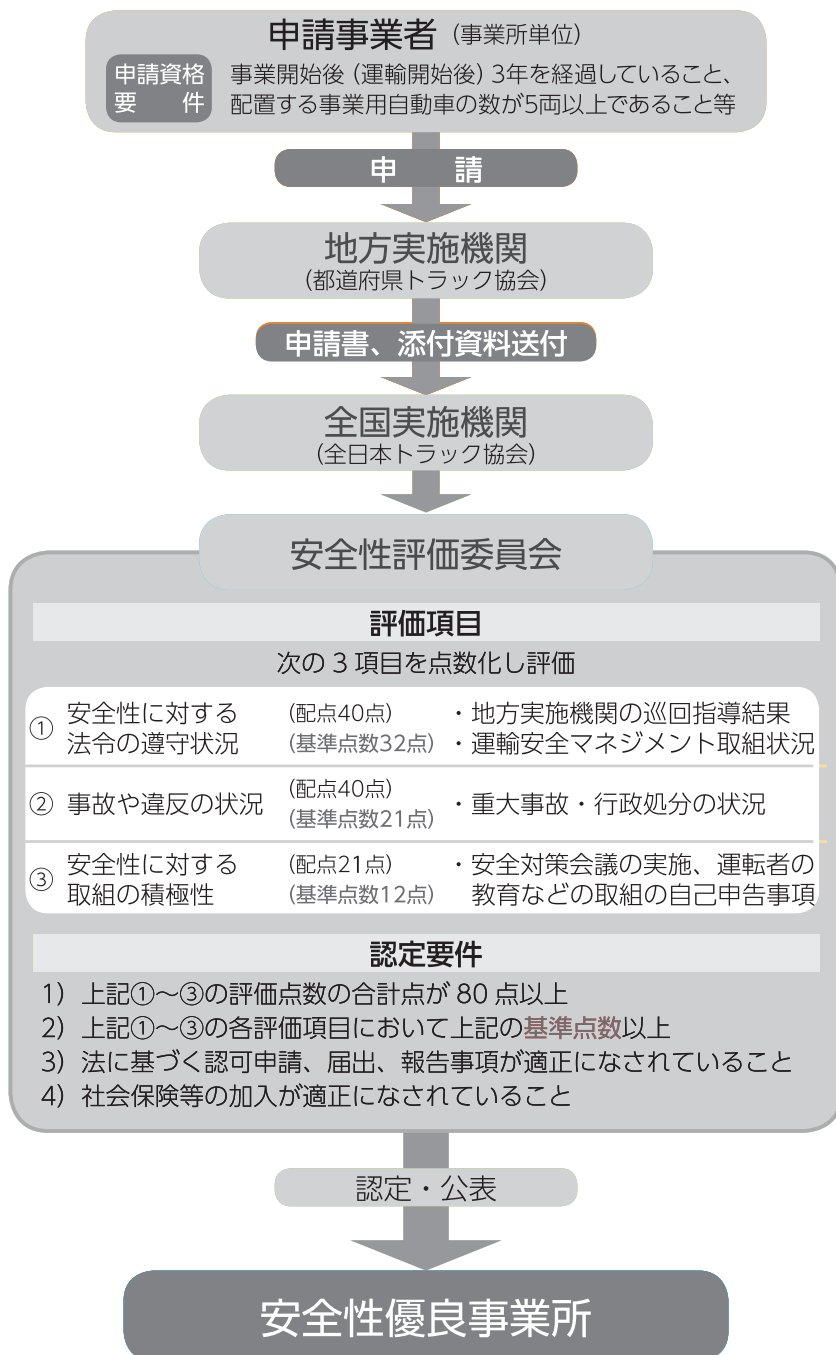 申請事業者(事業所単位)
申請資格要件
事業開始後(運輸開始後)3年を経過していること、
配置する事業用自動車の数が5両以上であること等
申請
地方実施機関
(都道府県トラック協会)
申請書、添付資料送付
全国実施機関
(全日本トラック協会)
安全性評価委員会
評価項目
次の3項目を点数化し評価
① 安全性に対する法令の遵守状況
(配点40点)
(基準点数32点)
・地方実施機関の巡回指導結果
・運輸安全マネジメント取組状況
② 事故や違反の状況
(配点40点)
(基準点数21点)
・重大事故・行政処分の状況
③ 安全性に対する取組の積極性
(配点21点)
(基準点数12点)
・安全対策会議の実施、運転者の
教育などの取組の自己申告事項
認定要件
1)上記①〜③の評価点数の合計点が80点以上
2)上記①〜③の各評価項目において上記の基準点数以上
3)法に基づく認可申請、届出、報告事項が適正になされていること
4)社会保険等の加入が適正になされていること
認定・公表
安全性優良事業所